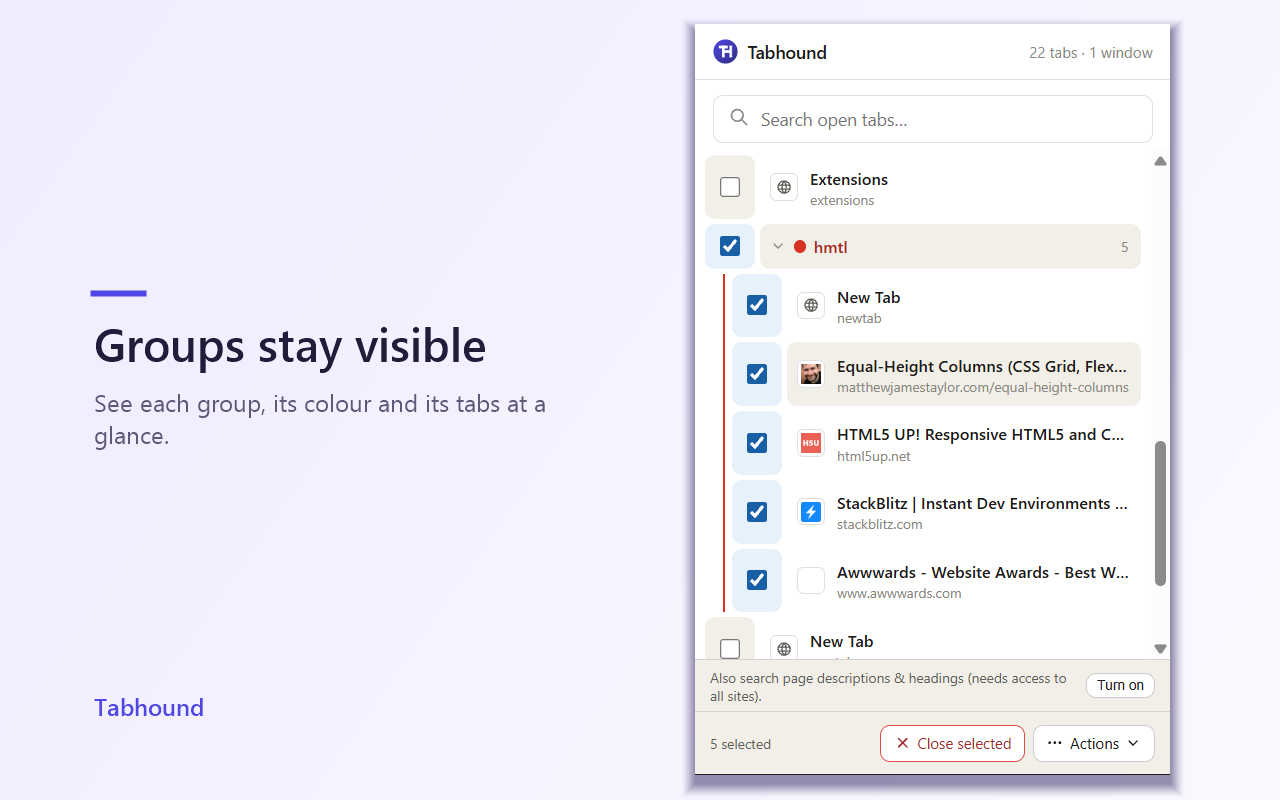 Groups stay visible
See each group, its colour and its tabs at a
glance.
Tabhound
TH Tabhound
22 tabs · 1 window
Search open tabs...
Extensions
extensions
hmtl
5
New Tab
newtab
Equal-Height Columns (CSS Grid, Flex...
matthewjamestaylor.com/equal-height-columns
H5U
HTML5 UP! Responsive HTML5 and C...
html5up.net
StackBlitz | Instant Dev Environments ...
stackblitz.com
Awwwards - Website Awards - Best W...
www.awwwards.com
New Tab
Also search page descriptions & headings (needs access to
all sites).
Turn on
5 selected
Close selected
Actions